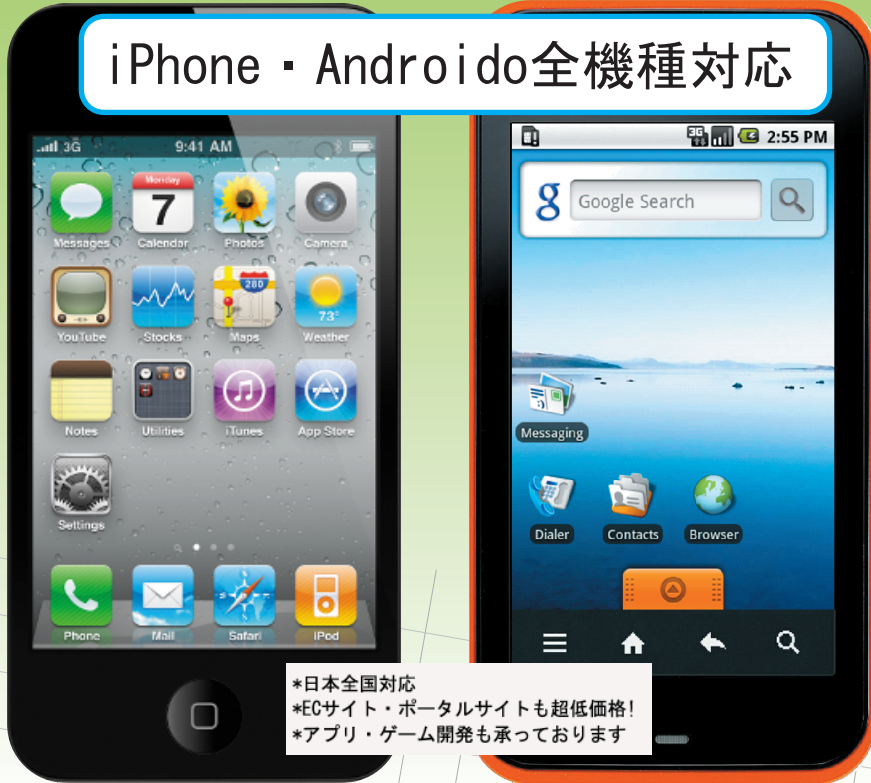 iPhone・Androido全機種対応
3G 9:41 AM
Monday
7
Messages Calendar Photos Camera
280
73°
YouTube Stocks Maps Weather
Notes Utilities iTunes App Store
Settings
Phone Mail Safari iPod
3G 2:55 PM
g Google Search
Messaging
Dialer Contacts Browser
*日本全国対応
*ECサイト・ポータルサイトも超低価格!
*アプリ・ゲーム開発も承っております